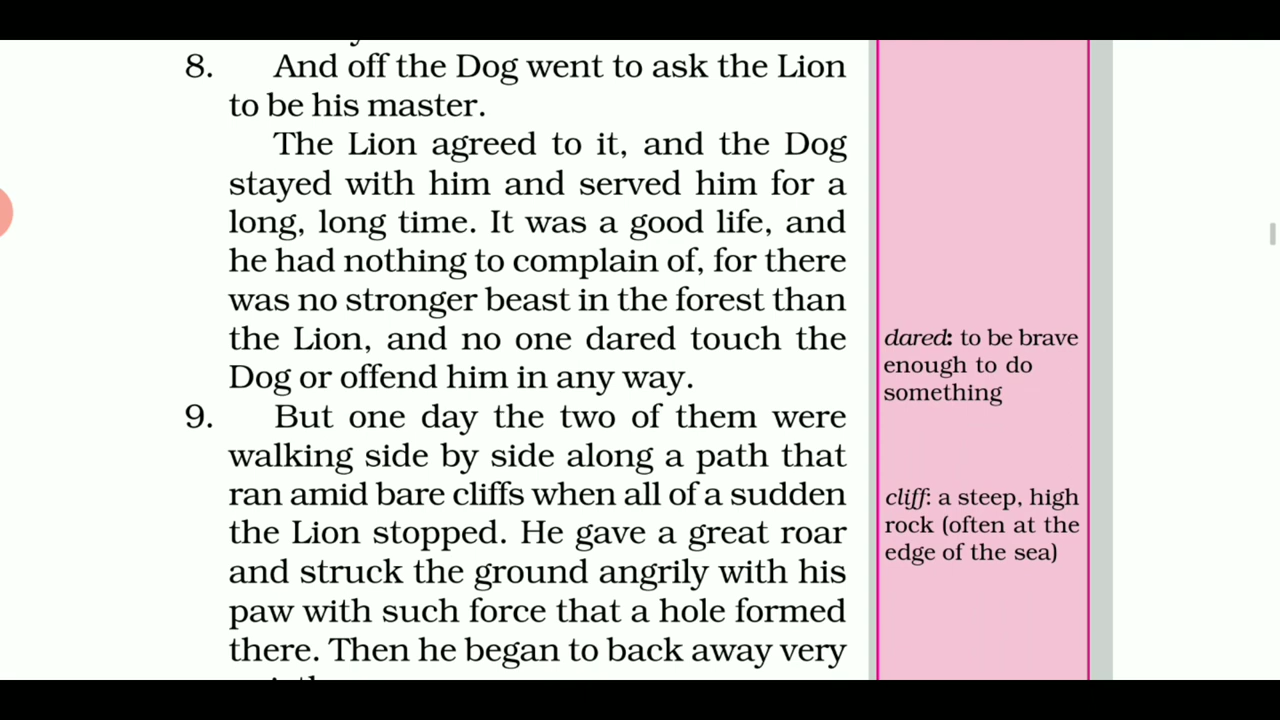 8. And off the Dog went to ask the Lion
to be his master.
The Lion agreed to it, and the Dog
stayed with him and served him for a
long, long time. It was a good life, and
he had nothing to complain of, for there
was no stronger beast in the forest than
the Lion, and no one dared touch the
Dog or offend him in any way.
9. But one day the two of them were
walking side by side along a path that
ran amid bare cliffs when all of a sudden
the Lion stopped. He gave a great roar
and struck the ground angrily with his
paw with such force that a hole formed
there. Then he began to back away very
dared: to be brave
enough to do
something
cliff: a steep, high
rock (often at the
edge of the sea)